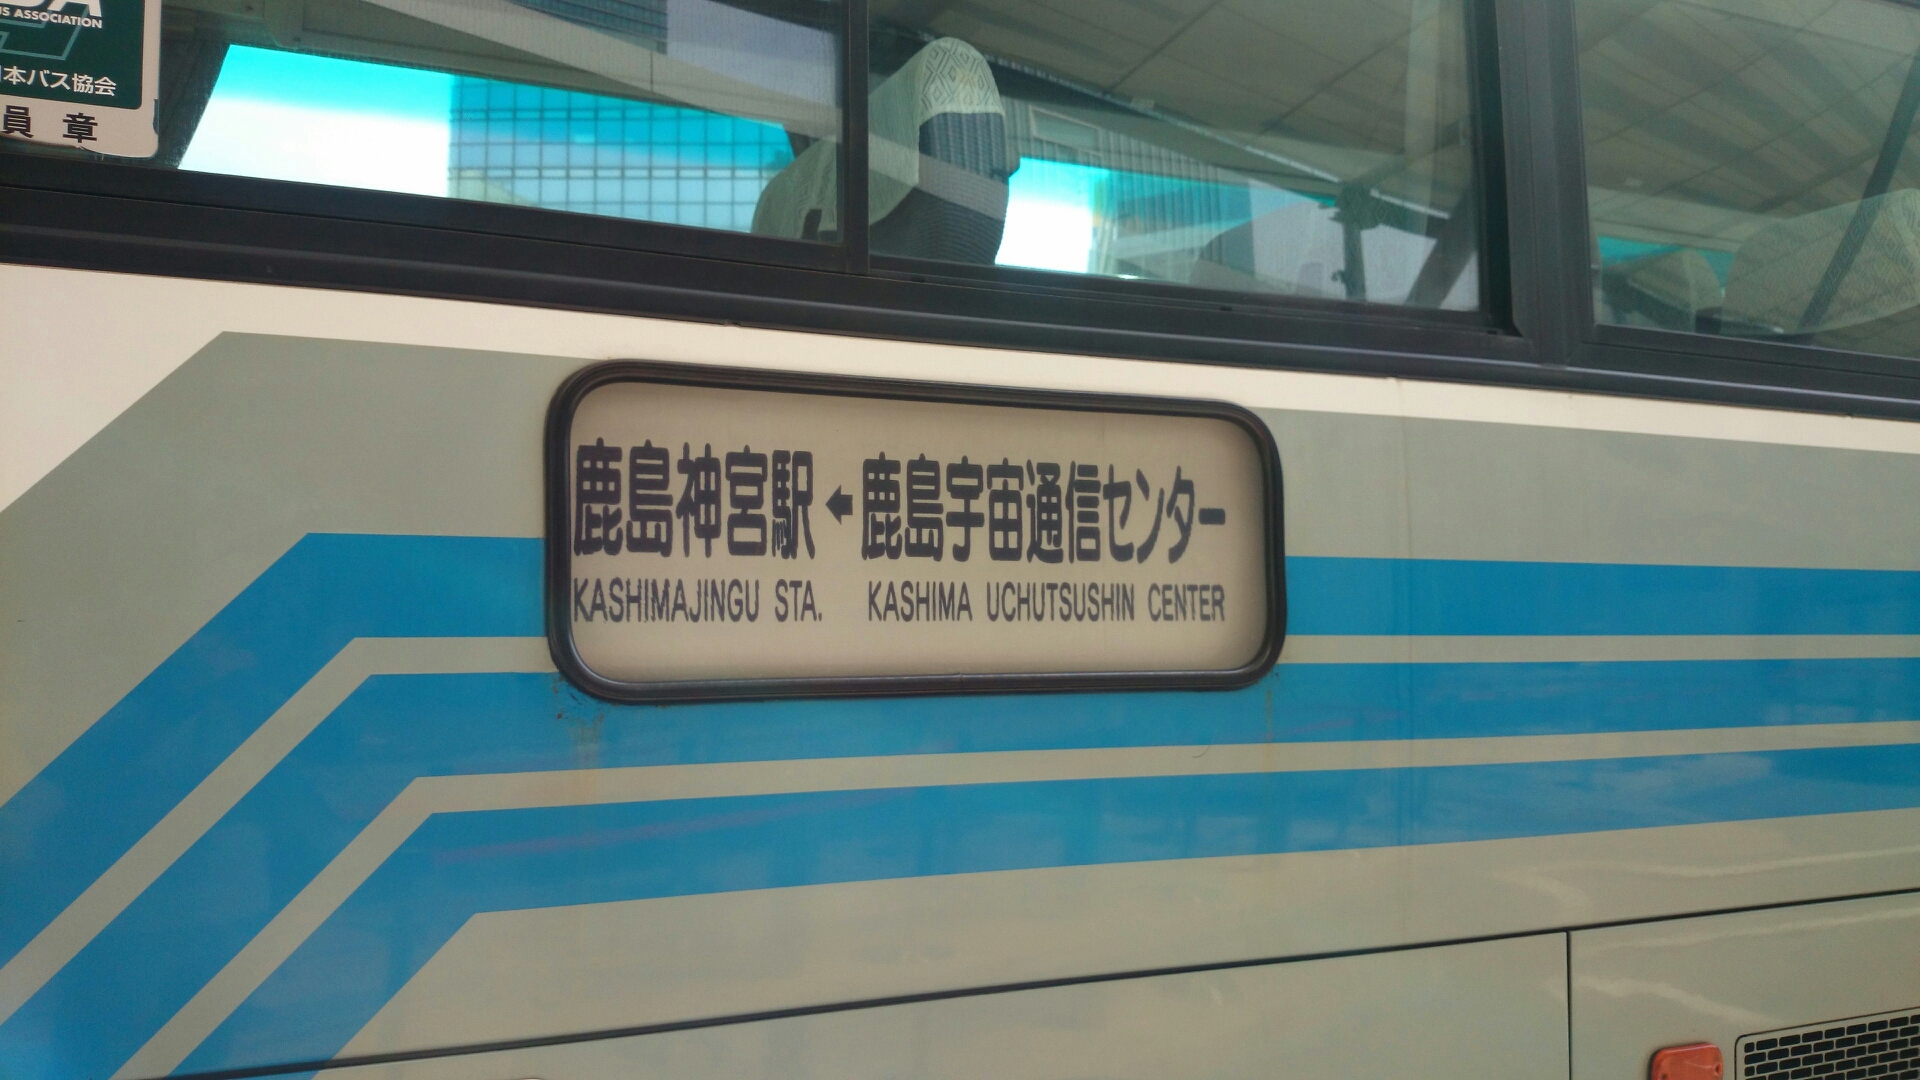 S ASSOCIATION
本バス協会
員章
鹿島神宮駅←鹿島宇宙通信センター
KASHIMAJINGU STA. KASHIMA UCHUTSUSHIN CENTER